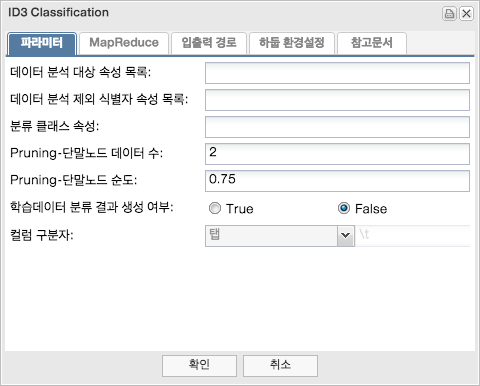 ID3 Classification
파라미터 MapReduce 입출력 경로 하둡 환경설정 참고문서
데이터 분석 대상 속성 목록:
데이터 분석 제외 식별자 속성 목록:
분류 클래스 속성:
Pruning-단말노드 데이터 수: 2
Pruning-단말노드 순도: 0.75
학습데이터 분류 결과 생성 여부: True False
컬럼 구분자: 탭 \t
확인 취소